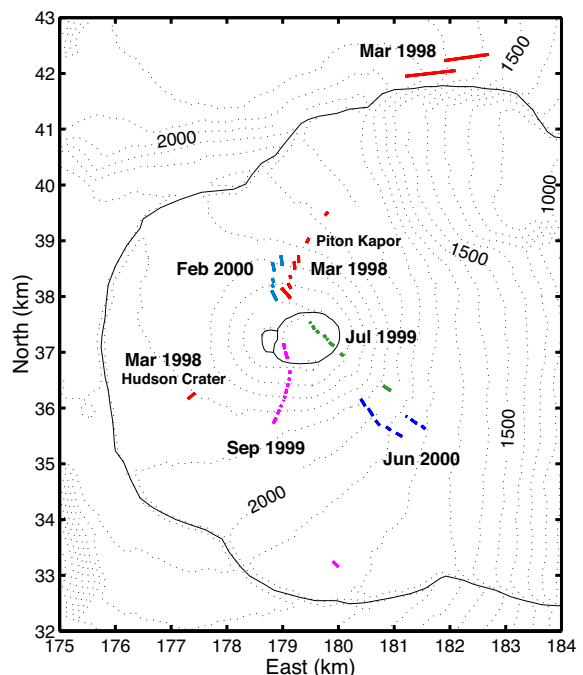 43
42
41
40
39
38
37
36
35
34
33
32
North (km)
Mar 1998
1500
2000
1000
Piton Kapor
Feb 2000
Mar 1998
1500
Jul 1999
Mar 1998
Hudson Crater
Sep 1999
Jun 2000
1500
2000
175 176 177 178 179 180 181 182 183 184
East (km)